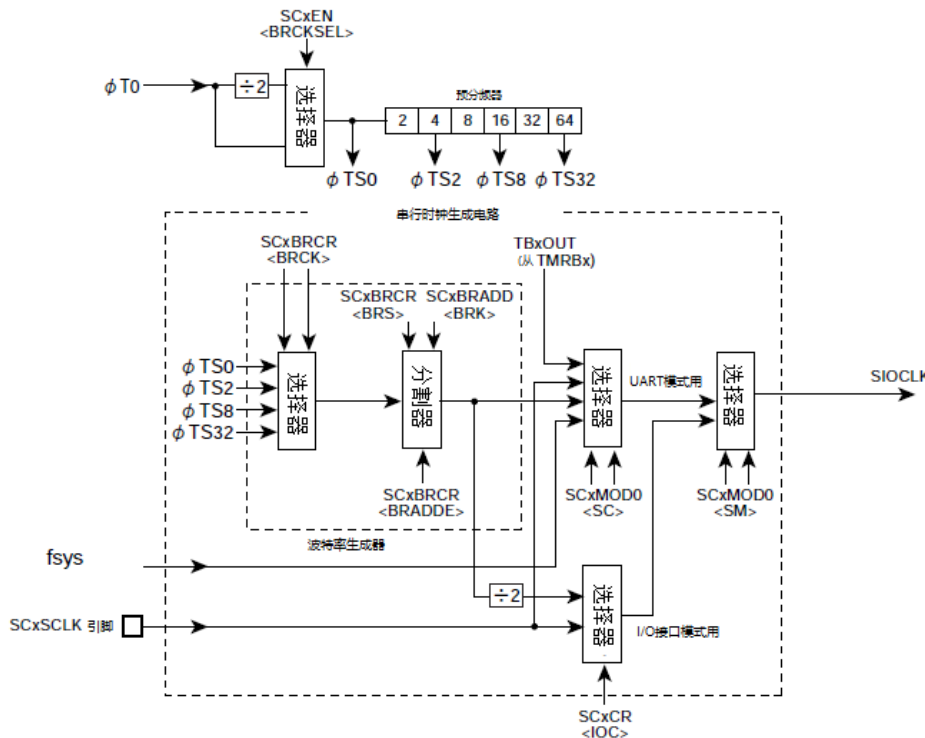 SCxEN
<BRCKSEL>
φT0
÷2
选择器
预分频器
2 4 8 16 32 64
φTS0
φTS2
φTS8
φTS32
串行时钟生成电路
SCxBRCR
<BRCK>
TBxOUT
(从 TMRBx)
SCxBRCR
<BRS>
SCxBRADD
<BRK>
φTS0
φTS2
φTS8
φTS32
选择器
分割器
选择器
UART模式用
选择器
SIOCLK
SCxBRCR
<BRADDE>
SCxMOD0
<SC>
SCxMOD0
<SM>
波特率生成器
fsys
÷2
选择器
I/O接口模式用
SCxSCLK 引脚
SCxCR
<IOC>